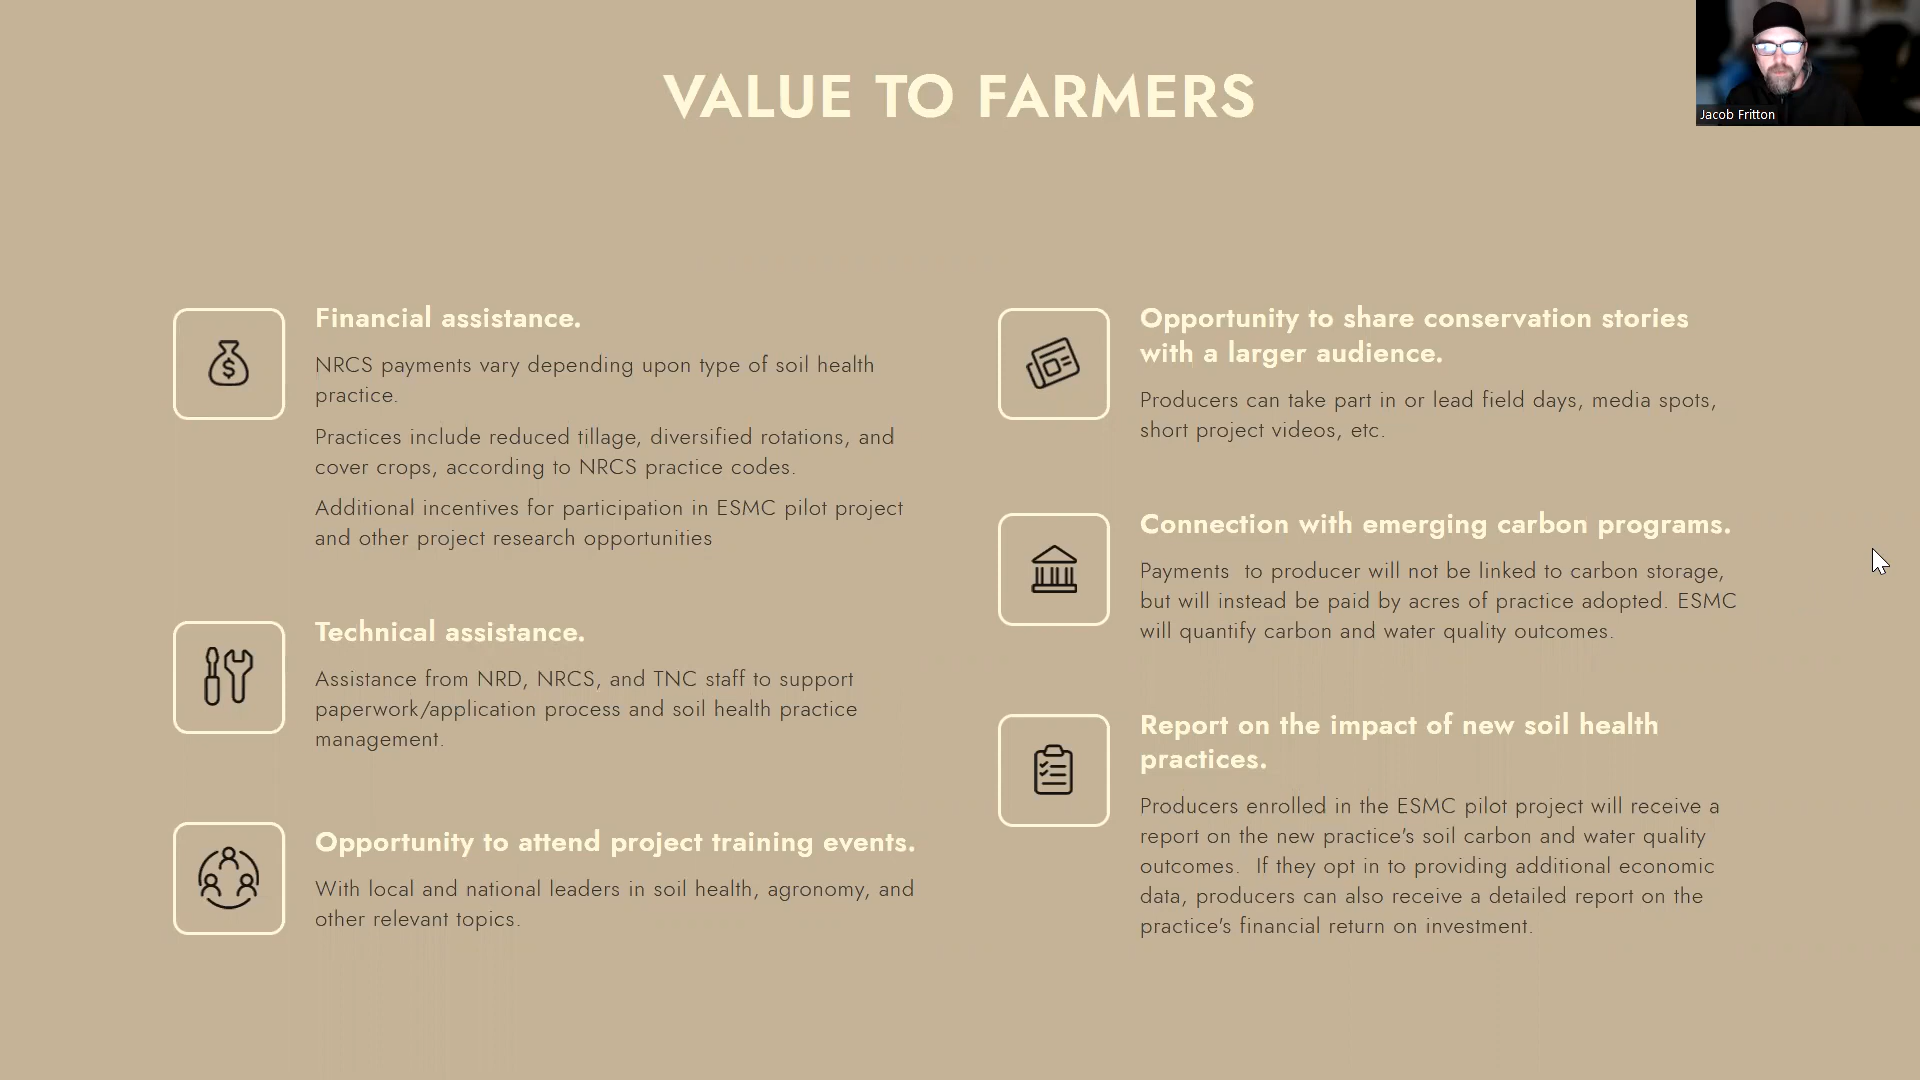 VALUE TO FARMERS
Jacob Fritton
Financial assistance.
NRCS payments vary depending upon type of soil health
practice.
Practices include reduced tillage, diversified rotations, and
cover crops, according to NRCS practice codes.
Additional incentives for participation in ESMC pilot project
and other project research opportunities
Technical assistance.
Assistance from NRD, NRCS, and TNC staff to support
paperwork/application process and soil health practice
management.
Opportunity to attend project training events.
With local and national leaders in soil health, agronomy, and
other relevant topics.
Opportunity to share conservation stories
with a larger audience.
Producers can take part in or lead field days, media spots,
short project videos, etc.
Connection with emerging carbon programs.
Payments  to producer will not be linked to carbon storage,
but will instead be paid by acres of practice adopted. ESMC
will quantify carbon and water quality outcomes.
Report on the impact of new soil health
practices.
Producers enrolled in the ESMC pilot project will receive a
report on the new practice's soil carbon and water quality
outcomes.  If they opt in to providing additional economic
data, producers can also receive a detailed report on the
practice's financial return on investment.